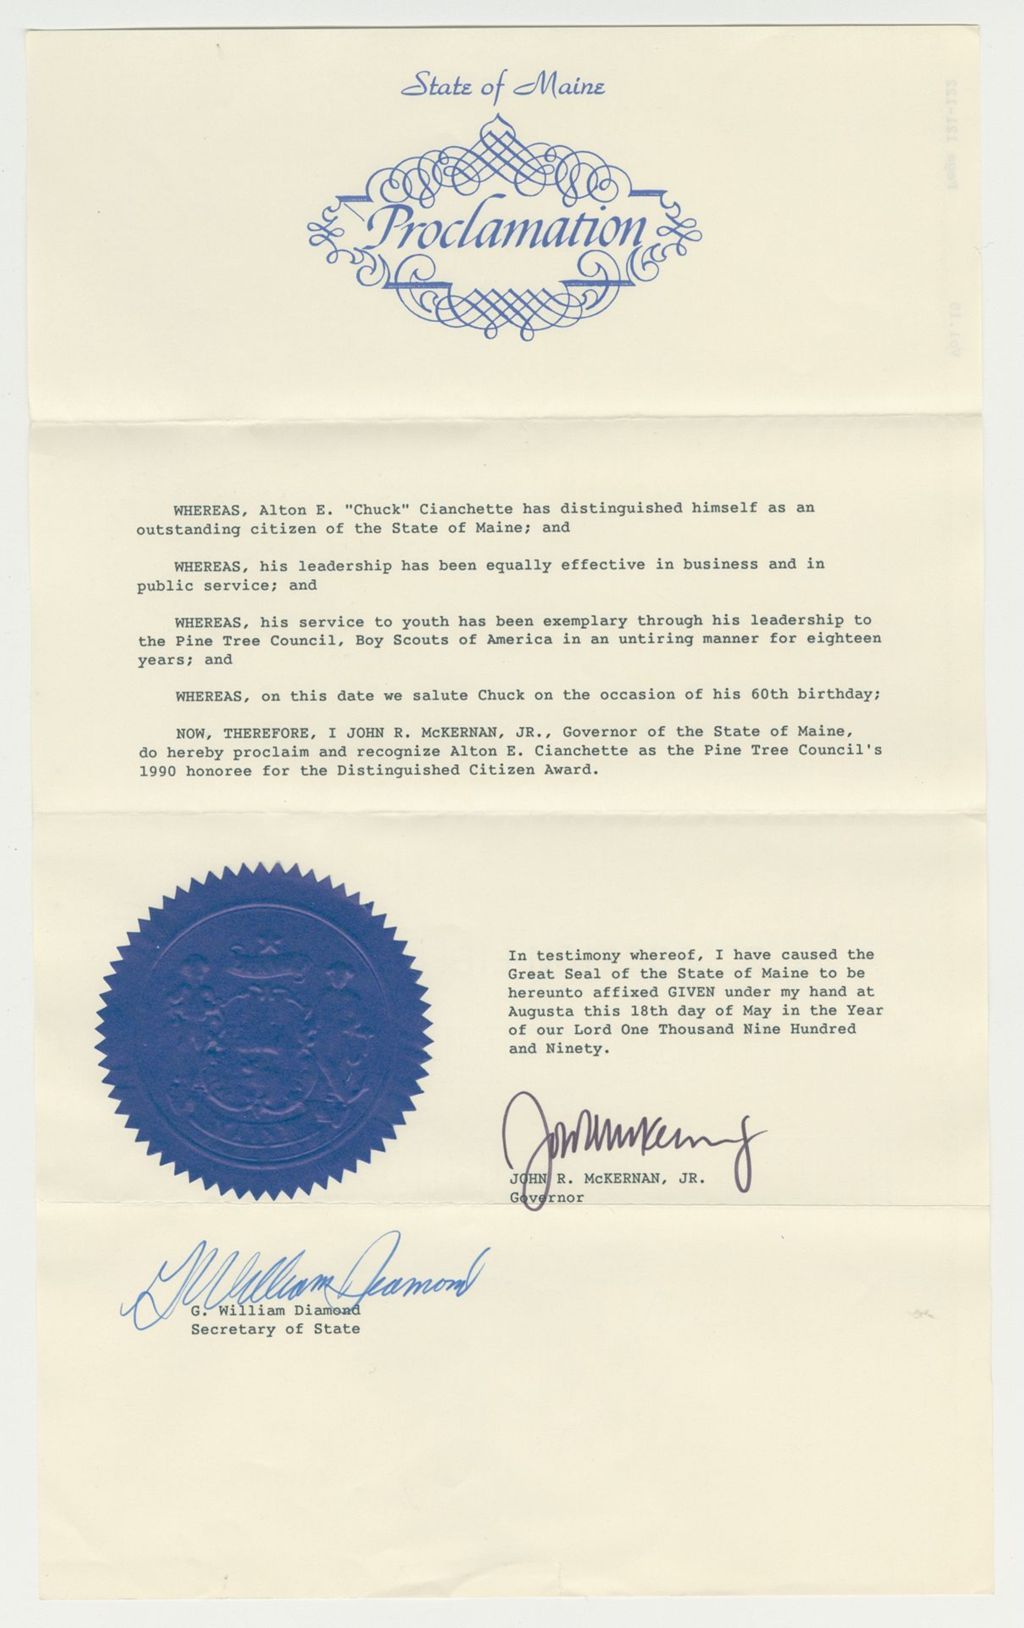 State of Maine
Proclamation
WHEREAS, Alton E. "Chuck" Cianchette has distinguished himself as an
outstanding citizen of the State of Maine; and
WHEREAS, his leadership has been equally effective in business and in
public service; and
WHEREAS, his service to youth has been exemplary through his leadership to
the Pine Tree Council, Boy Scouts of America in an untiring manner for eighteen
years; and
WHEREAS, on this date we salute Chuck on the occasion of his 60th birthday;
NOW, THEREFORE, I JOHN R. McKERNAN, JR., Governor of the State of Maine,
do hereby proclaim and recognize Alton E. Cianchette as the Pine Tree Council's
1990 honoree for the Distinguished Citizen Award.
In testimony whereof, I have caused the
Great Seal of the State of Maine to be
hereunto affixed GIVEN under my hand at
Augusta this 18th day of May in the Year
of our Lord One Thousand Nine Hundred
and Ninety.
JOHN R. McKERNAN, JR.
Governor
G William Diamond
G. William Diamond
Secretary of State
MAINE
Vol. 16
Page 121-122